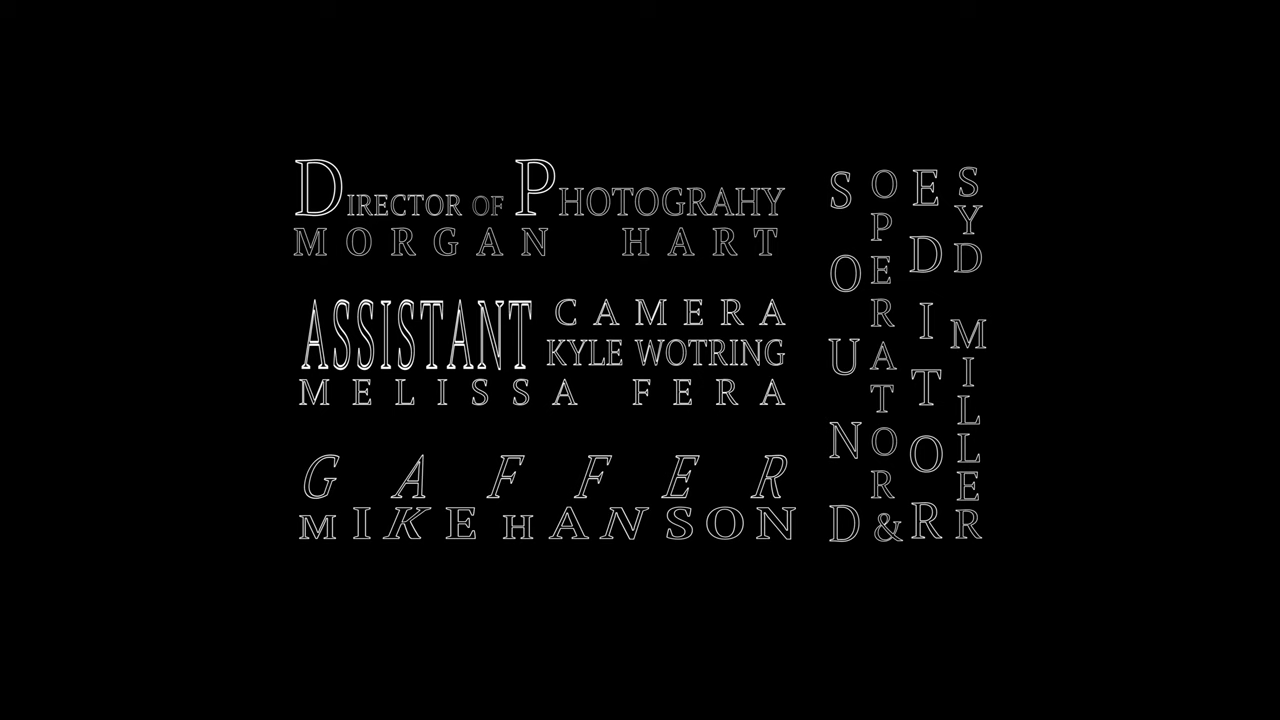 DIRECTOR OF PHOTOGRAHY
MORGAN HART
ASSISTANT CAMERA
KYLE WOTRING
MELISSA FERA
GAFFER
MIKE HANSON
SOUND
OPERATOR &
EDITOR
SYD MILLER